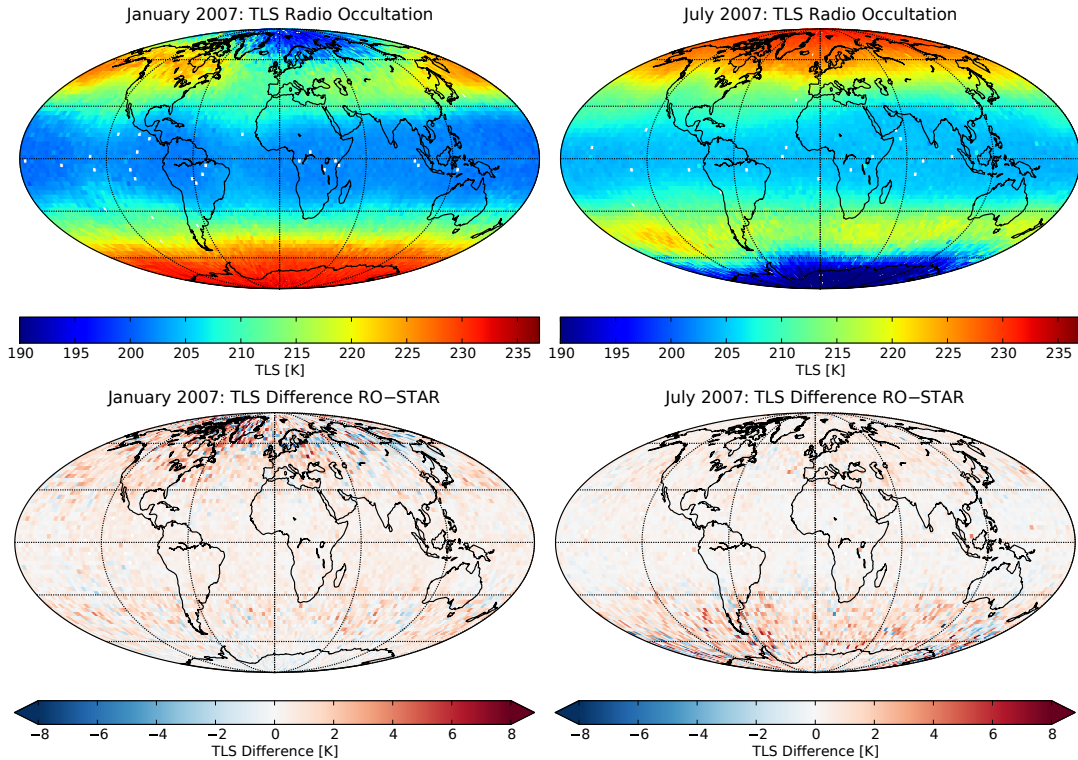 January 2007: TLS Radio Occultation
July 2007: TLS Radio Occultation
190 195 200 205 210 215 220 225 230 235
TLS [K]
190 195 200 205 210 215 220 225 230 235
TLS [K]
January 2007: TLS Difference RO−STAR
July 2007: TLS Difference RO−STAR
−8 −6 −4 −2 0 2 4 6 8
TLS Difference [K]
−8 −6 −4 −2 0 2 4 6 8
TLS Difference [K]